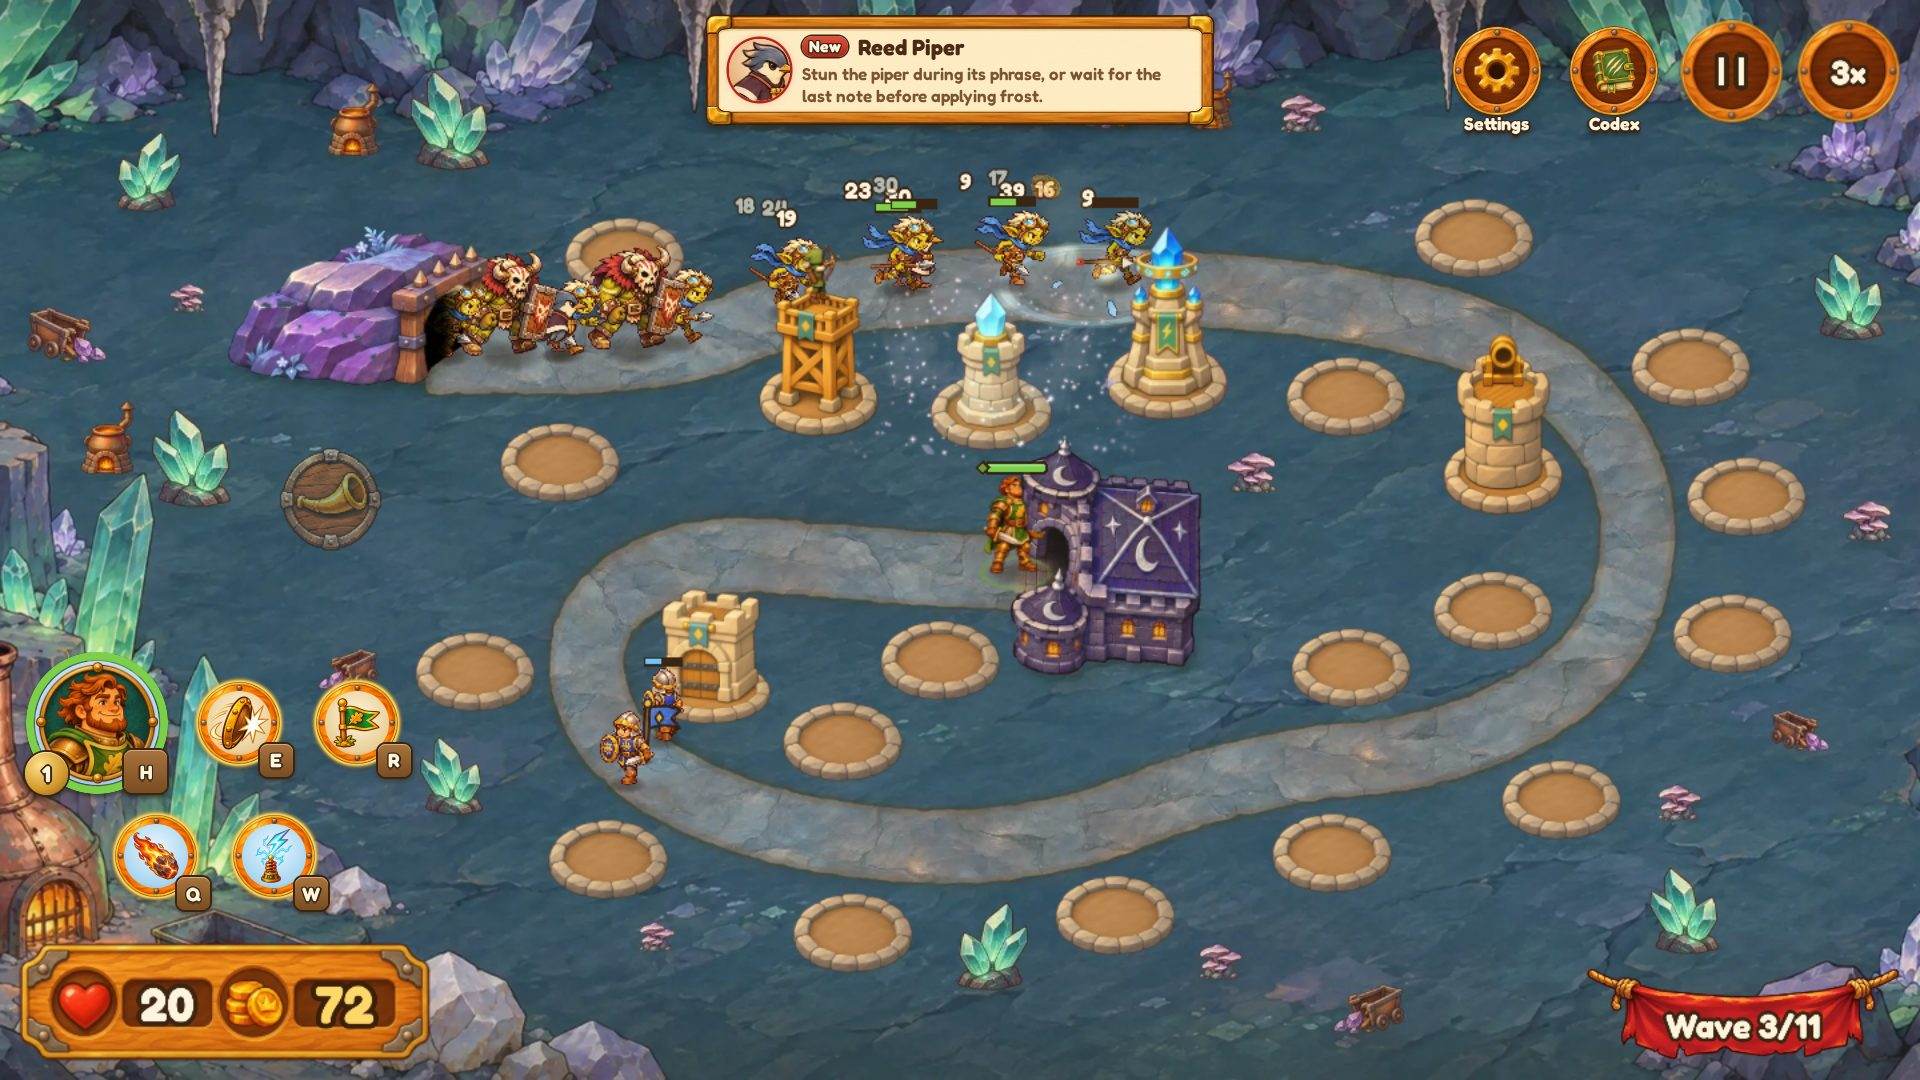 New Reed Piper
Stun the piper during its phrase, or wait for the
last note before applying frost.
3x
Settings
Codex
18
19
23 30
9
17
39
16
9
1
H
E
R
Q
W
20
72
Wave 3/11